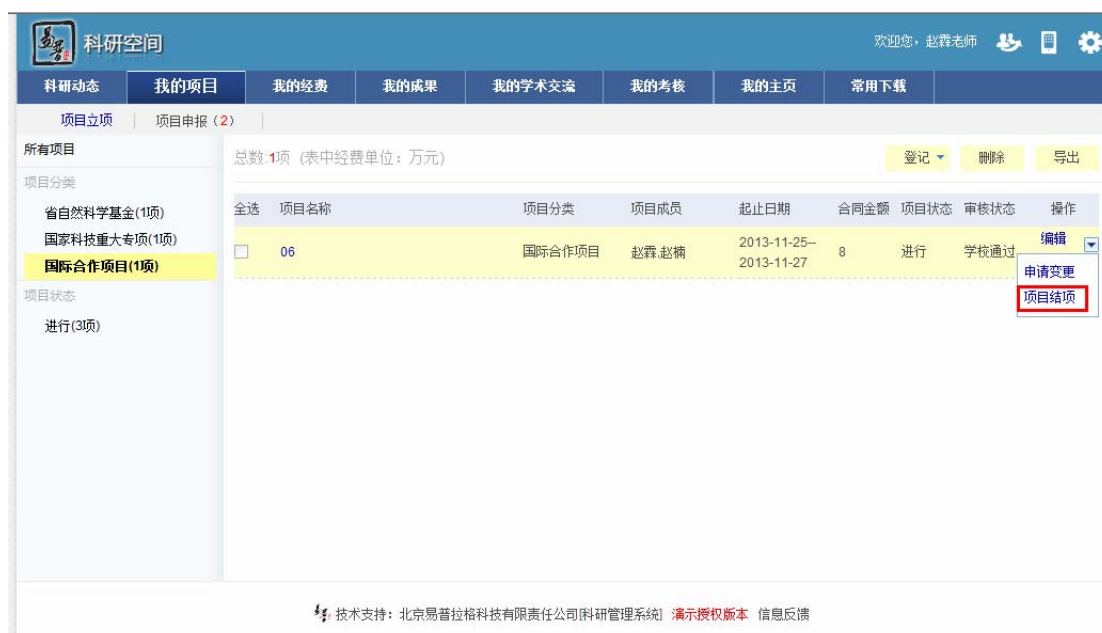 易普 科研空间 欢迎您，赵霖老师
科研动态 我的项目 我的经费 我的成果 我的学术交流 我的考核 我的主页 常用下载
项目立项 项目申报（2）
所有项目
总数:1项 (表中经费单位：万元) 登记 删除 导出
项目分类
省自然科学基金(1项)
国家科技重大专项(1项)
国际合作项目(1项)
项目状态
进行(3项)
全选 项目名称 项目分类 项目成员 起止日期 合同金额 项目状态 审核状态 操作
06 国际合作项目 赵霖,赵楠 2013-11-25--2013-11-27 8 进行 学校通过 编辑
申请变更
项目结项
技术支持：北京易普拉格科技有限责任公司[科研管理系统] 演示授权版本 信息反馈